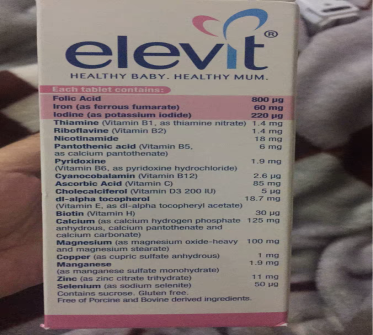 elevit®
HEALTHY BABY. HEALTHY MUM.
Each tablet contains:
Folic Acid 800 µg
Iron (as ferrous fumarate) 60 mg
Iodine (as potassium iodide) 220 µg
Thiamine (Vitamin B1, as thiamine nitrate) 1.4 mg
Riboflavine (Vitamin B2) 1.4 mg
Nicotinamide 18 mg
Pantothenic acid (Vitamin B5, 6 mg
as calcium pantothenate)
Pyridoxine 1.9 mg
(Vitamin B6, as pyridoxine hydrochloride)
Cyanocobalamin (Vitamin B12) 2.6 µg
Ascorbic Acid (Vitamin C) 85 mg
Cholecalciferol (Vitamin D3 200 IU) 5 µg
dl-alpha tocopherol 18.7 mg
(Vitamin E, as dl-alpha tocopheryl acetate)
Biotin (Vitamin H) 30 µg
Calcium (as calcium hydrogen phosphate 125 mg
anhydrous, calcium pantothenate and
calcium carbonate)
Magnesium (as magnesium oxide-heavy 100 mg
and magnesium stearate)
Copper (as cupric sulfate anhydrous) 1 mg
Manganese 1.9 mg
(as manganese sulfate monohydrate)
Zinc (as zinc citrate trihydrate) 11 mg
Selenium (as sodium selenite) 50 µg
Contains sucrose. Gluten free.
Free of Porcine and Bovine derived ingredients.